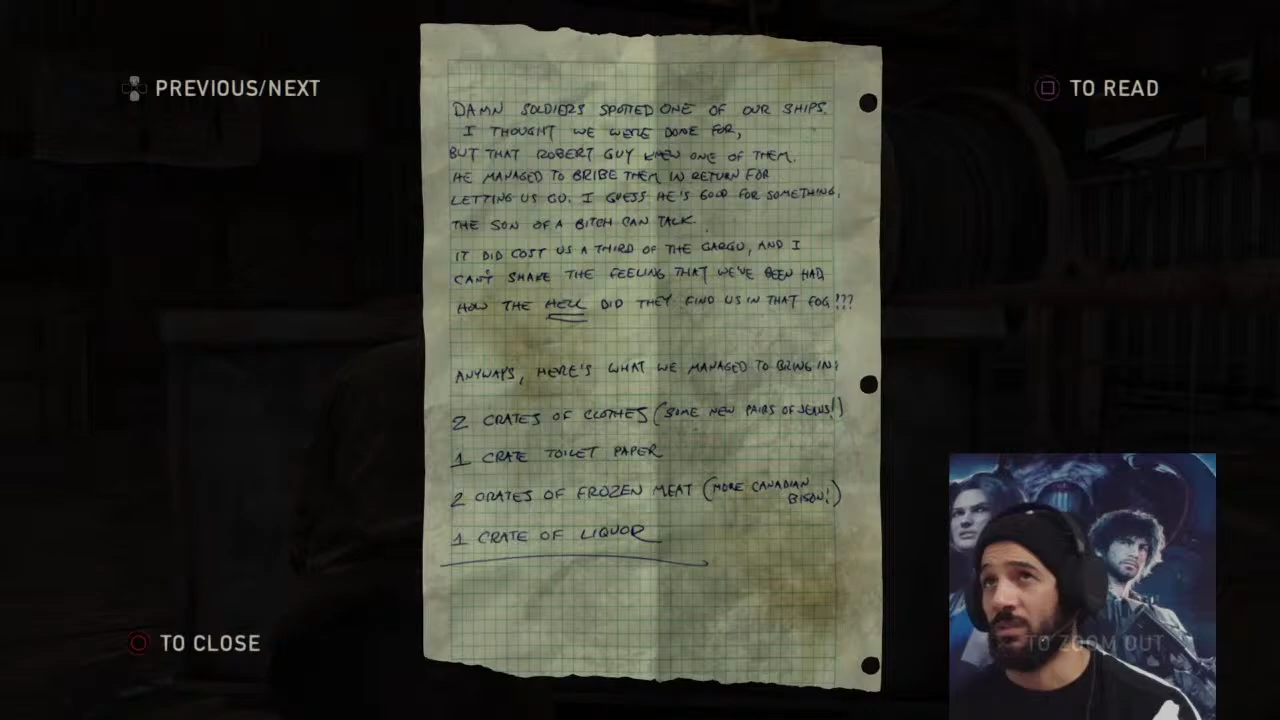 PREVIOUS/NEXT
TO READ
DAMN SOLDIERS SPOTTED ONE OF OUR SHIPS.
I THOUGHT WE WERE DONE FOR,
BUT THAT ROBERT GUY KNEW ONE OF THEM.
HE MANAGED TO BRIBE THEM IN RETURN FOR
LETTING US GO. I GUESS HE'S GOOD FOR SOMETHING.
THE SON OF A BITCH CAN TALK.
IT DID COST US A THIRD OF THE CARGO, AND I
CAN'T SHAKE THE FEELING THAT WE'VE BEEN HAD
HOW THE HELL DID THEY FIND US IN THAT FOG!???
ANYWAYS, HERE'S WHAT WE MANAGED TO BRING IN:
2 CRATES OF CLOTHES (SOME NEW PAIRS OF JEANS!)
1 CRATE TOILET PAPER
2 CRATES OF FROZEN MEAT (MORE CANADIAN
BISON!)
1 CRATE OF LIQUOR
TO CLOSE
TO ZOOM OUT